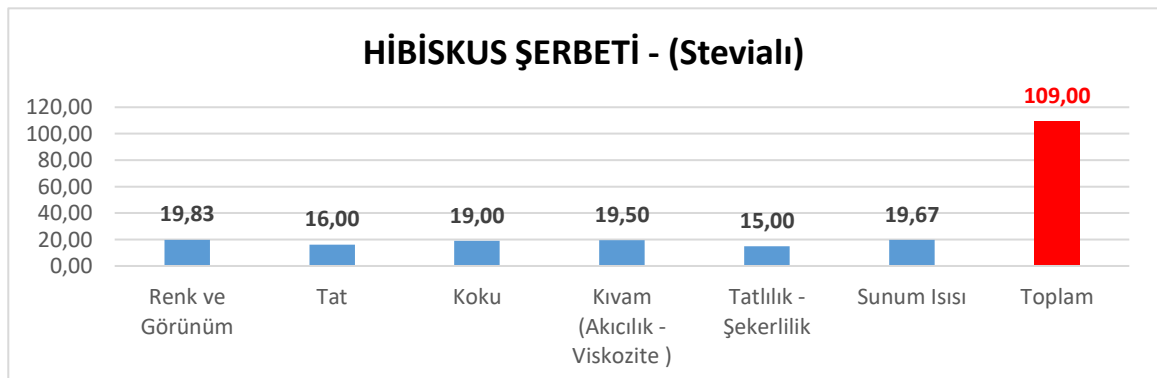 HİBİSKUS ŞERBETİ - (Stevialı)
120,00
100,00
80,00
60,00
40,00
20,00
0,00
19,83
16,00
19,00
19,50
15,00
19,67
109,00
Renk ve
Görünüm
Tat
Koku
Kıvam
(Akıcılık -
Viskozite )
Tatlılık -
Şekerlilik
Sunum Isısı
Toplam